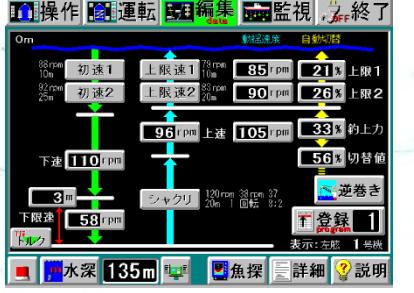 操作 運転 編集 data 監視 OFF 終了
0m 自動切替
88rpm 10m 初速1 上限速1 79rpm 10m 85rpm 21% 上限1
92rpm 25m 初速2 上限速2 83rpm 20m 90rpm 26% 上限2
96rpm 上速 105rpm 33% 釣上力
下速 110rpm 56% 切替値
3m シャクリ 120rpm 38rpm 37 逆巻き
20m 1 回転 8:2
下限速 58rpm 登録 program 1
トルク 表示:左舷 1号機
水深 135m 魚探 詳細 説明